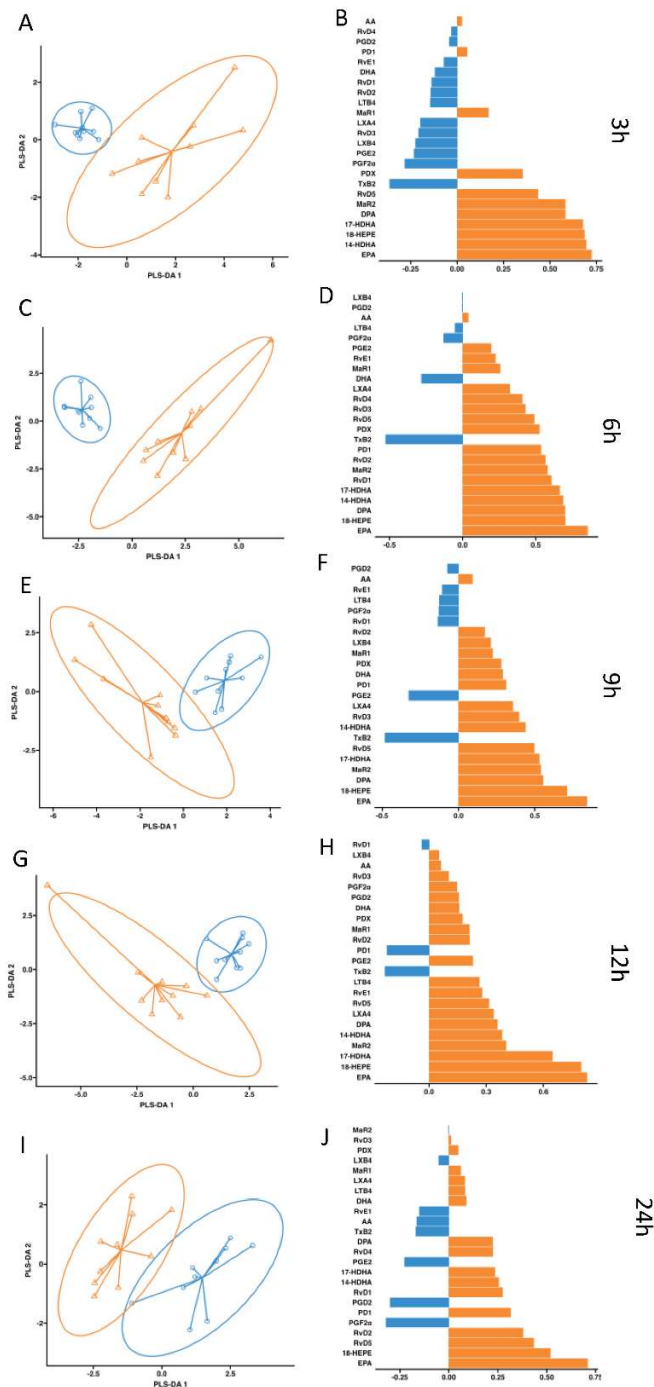 A
PLS-DA 2
2
0
-2
-4
0
2
4
6
PLS-DA 1
B
AA
RvD4
PGD2
PD1
RvE1
DHA
RvD1
RvD2
LTB4
MaR1
LXA4
RvD3
LXB4
PGE2
PGF2α
PDX
TxB2
RvD5
MaR2
DPA
17-HDHA
18-HEPE
14-HDHA
EPA
-0.25
0.00
0.25
0.50
0.75
3h
C
PLS-DA 2
2.5
0.0
-2.5
-5.0
-2.5
0.0
2.5
5.0
PLS-DA 1
D
LXB4
PGD2
AA
LTB4
PGF2α
PGE2
RvE1
MaR1
DHA
LXA4
RvD4
RvD3
RvD5
PDX
TxB2
PD1
RvD2
MaR2
RvD1
17-HDHA
14-HDHA
DPA
18-HEPE
EPA
-0.5
0.0
0.5
6h
E
PLS-DA 2
2.5
0.0
-2.5
-6
-4
-2
0
2
4
PLS-DA 1
F
PGD2
AA
RvE1
LTB4
PGF2α
RvD1
RvD2
LXB4
MaR1
PDX
DHA
PD1
PGE2
LXA4
RvD3
14-HDHA
TxB2
RvD5
17-HDHA
MaR2
DPA
18-HEPE
EPA
0.0
0.5
9h
G
PLS-DA 2
2.5
0.0
-2.5
-5.0
-5.0
-2.5
0.0
2.5
PLS-DA 1
H
RvD1
LXB4
AA
RvD3
PGF2α
PGD2
DHA
PDX
MaR1
RvD2
PD1
PGE2
TxB2
LTB4
RvE1
RvD5
LXA4
DPA
14-HDHA
MaR2
17-HDHA
18-HEPE
EPA
0.0
0.3
0.6
12h
I
PLS-DA 2
2
0
-2
-2.5
0.0
2.5
PLS-DA 1
J
MaR2
RvD3
PDX
LXB4
MaR1
LXA4
LTB4
DHA
RvE1
AA
TxB2
DPA
RvD4
PGE2
17-HDHA
14-HDHA
RvD1
PGD2
PD1
PGF2α
RvD2
RvD5
18-HEPE
EPA
-0.25
0.00
0.25
0.50
0.75
24h